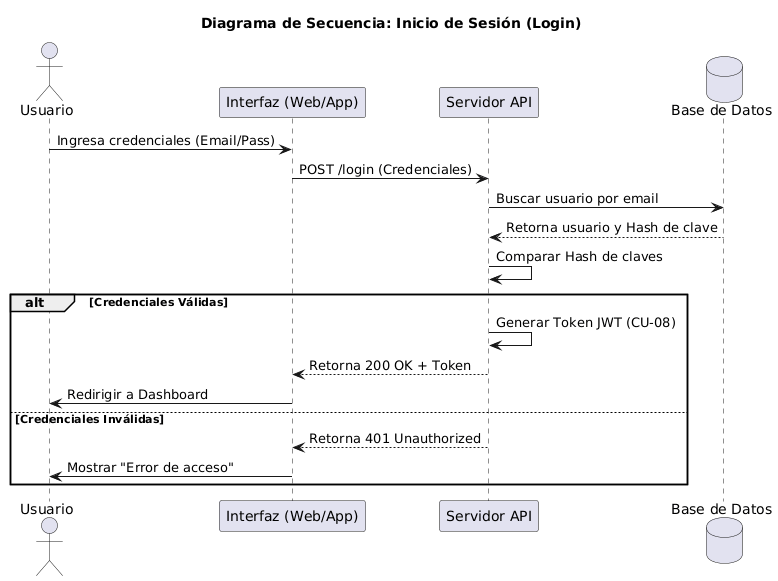 Diagrama de Secuencia: Inicio de Sesión (Login)
Usuario
Interfaz (Web/App)
Servidor API
Base de Datos
Ingresa credenciales (Email/Pass)
POST /login (Credenciales)
Buscar usuario por email
Retorna usuario y Hash de clave
Comparar Hash de claves
alt
[Credenciales Válidas]
Generar Token JWT (CU-08)
Retorna 200 OK + Token
Redirigir a Dashboard
[Credenciales Inválidas]
Retorna 401 Unauthorized
Mostrar "Error de acceso"
Usuario
Interfaz (Web/App)
Servidor API
Base de Datos